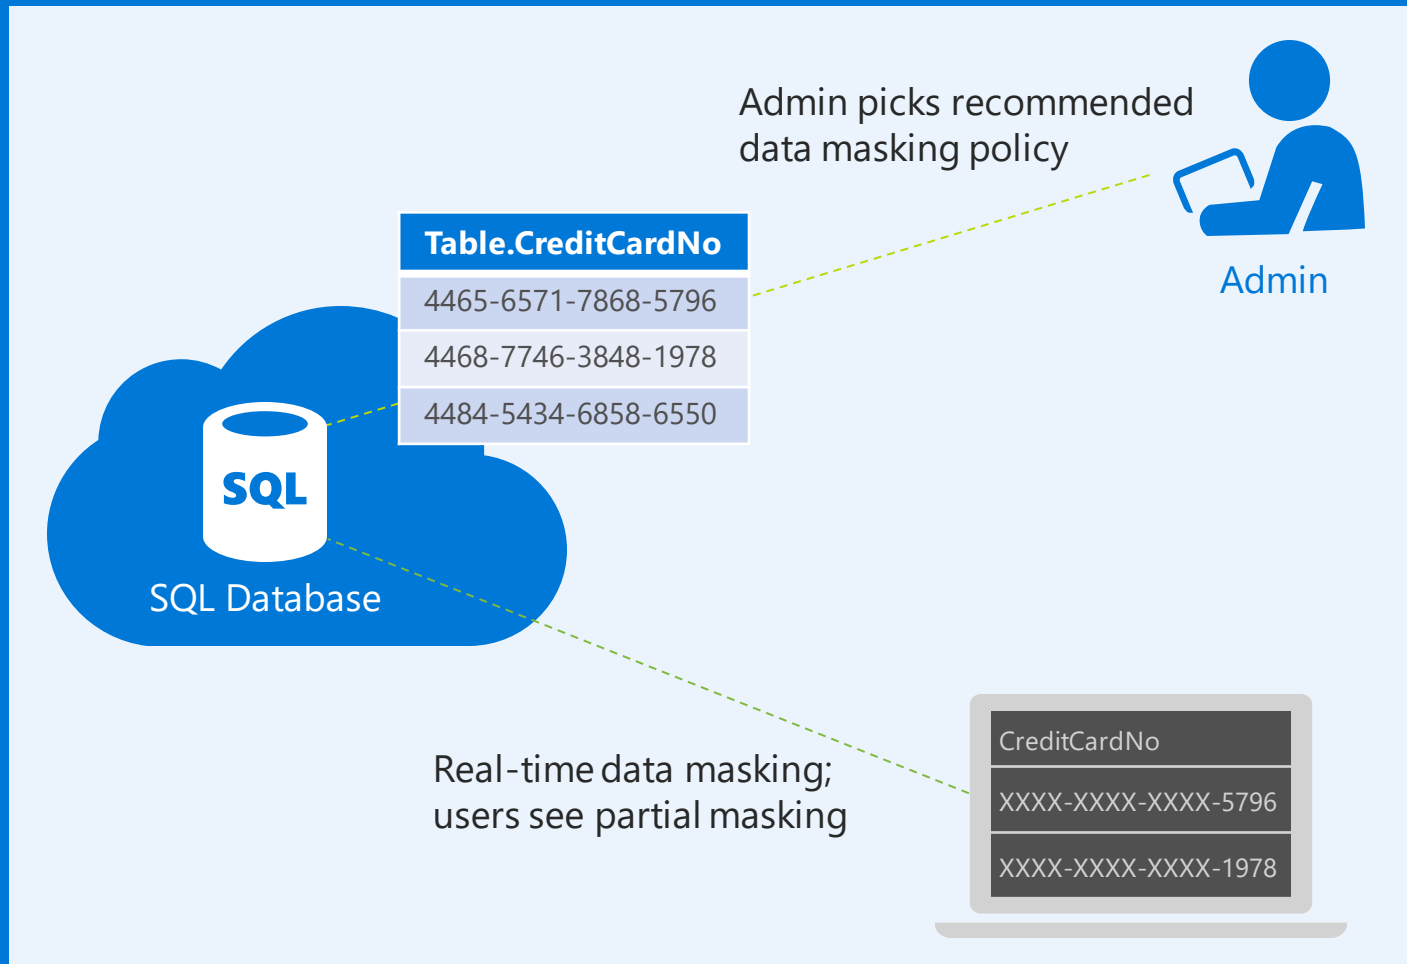 Admin picks recommended
data masking policy
Admin
Table.CreditCardNo
4465-6571-7868-5796
4468-7746-3848-1978
4484-5434-6858-6550
SQL
SQL Database
Real-time data masking;
users see partial masking
CreditCardNo
XXXX-XXXX-XXXX-5796
XXXX-XXXX-XXXX-1978